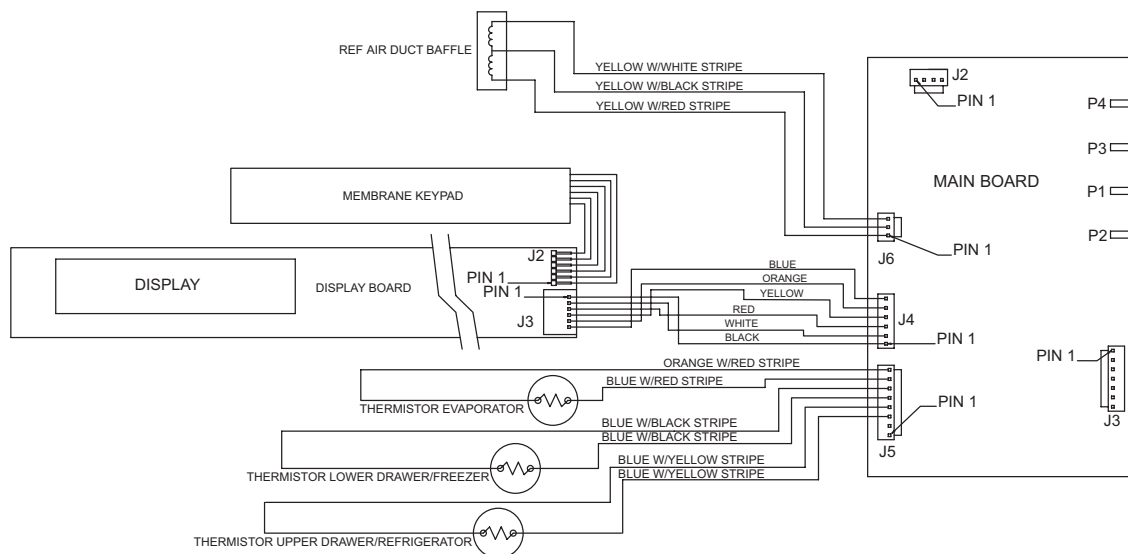 REF AIR DUCT BAFFLE
YELLOW W/WHITE STRIPE
YELLOW W/BLACK STRIPE
YELLOW W/RED STRIPE
J2
PIN 1
P4
P3
P1
P2
MAIN BOARD
MEMBRANE KEYPAD
PIN 1
J6
J2
PIN 1
PIN 1
J3
DISPLAY
DISPLAY BOARD
BLUE
ORANGE
YELLOW
RED
WHITE
BLACK
J4
PIN 1
PIN 1
J3
ORANGE W/RED STRIPE
BLUE W/RED STRIPE
THERMISTOR EVAPORATOR
PIN 1
J5
BLUE W/BLACK STRIPE
BLUE W/BLACK STRIPE
THERMISTOR LOWER DRAWER/FREEZER
BLUE W/YELLOW STRIPE
BLUE W/YELLOW STRIPE
THERMISTOR UPPER DRAWER/REFRIGERATOR